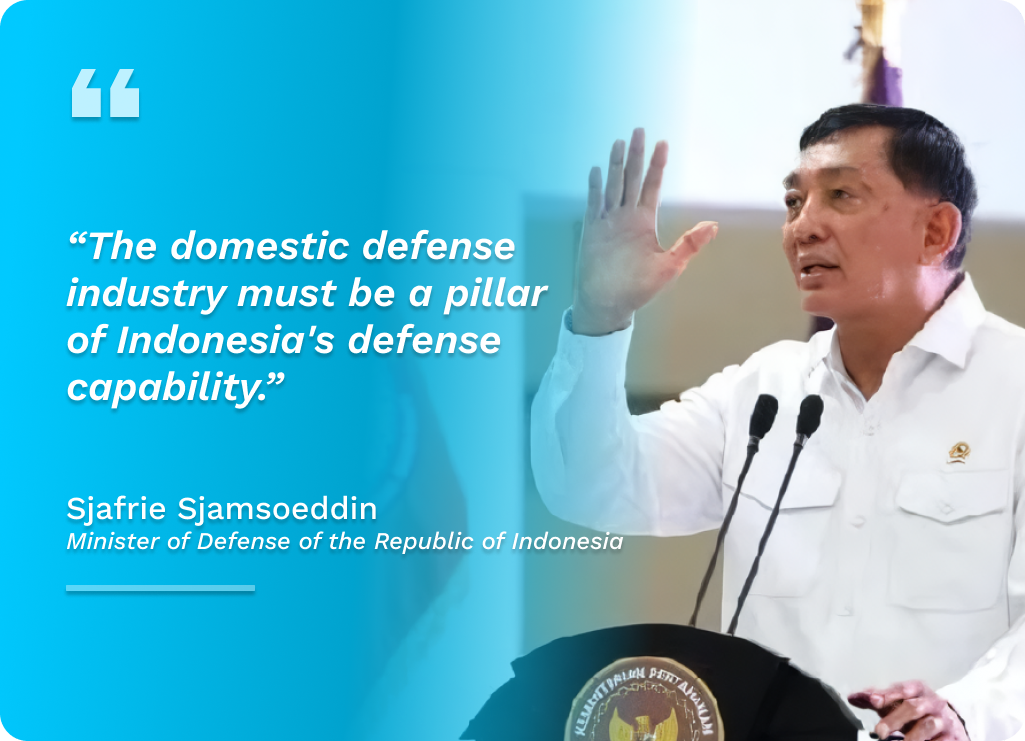 ❝
“The domestic defense
industry must be a pillar
of Indonesia's defense
capability.”
Sjafrie Sjamsoeddin
Minister of Defense of the Republic of Indonesia